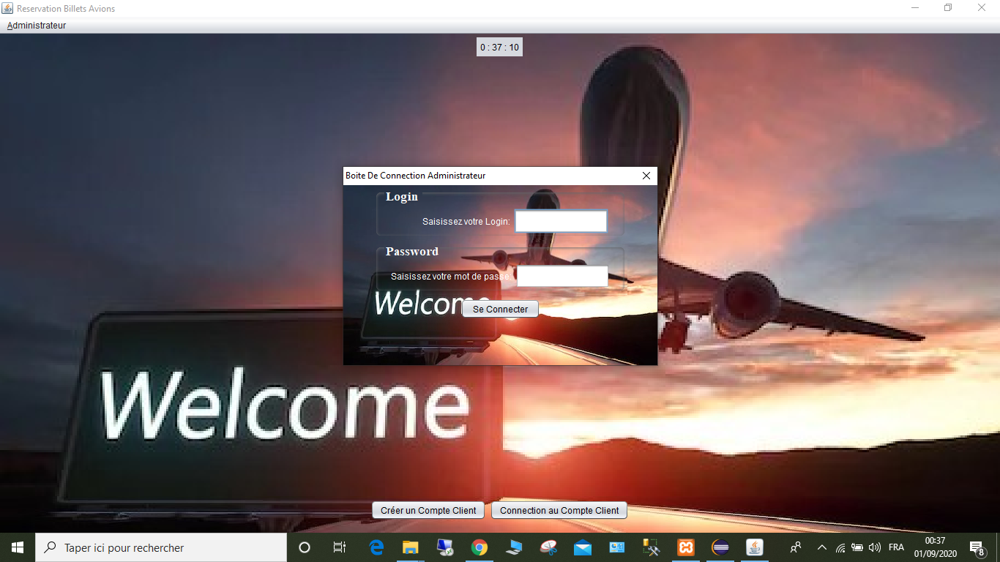 Reservation Billets Avions
Administrateur
0 : 37 : 10
Boite De Connection Administrateur
Login
Saisissez votre Login:
Password
Saisissez votre mot de passe:
Welcome
Se Connecter
Welcome
Créer un Compte Client
Connection au Compte Client
Taper ici pour rechercher
FRA
00:37
01/09/2020
8